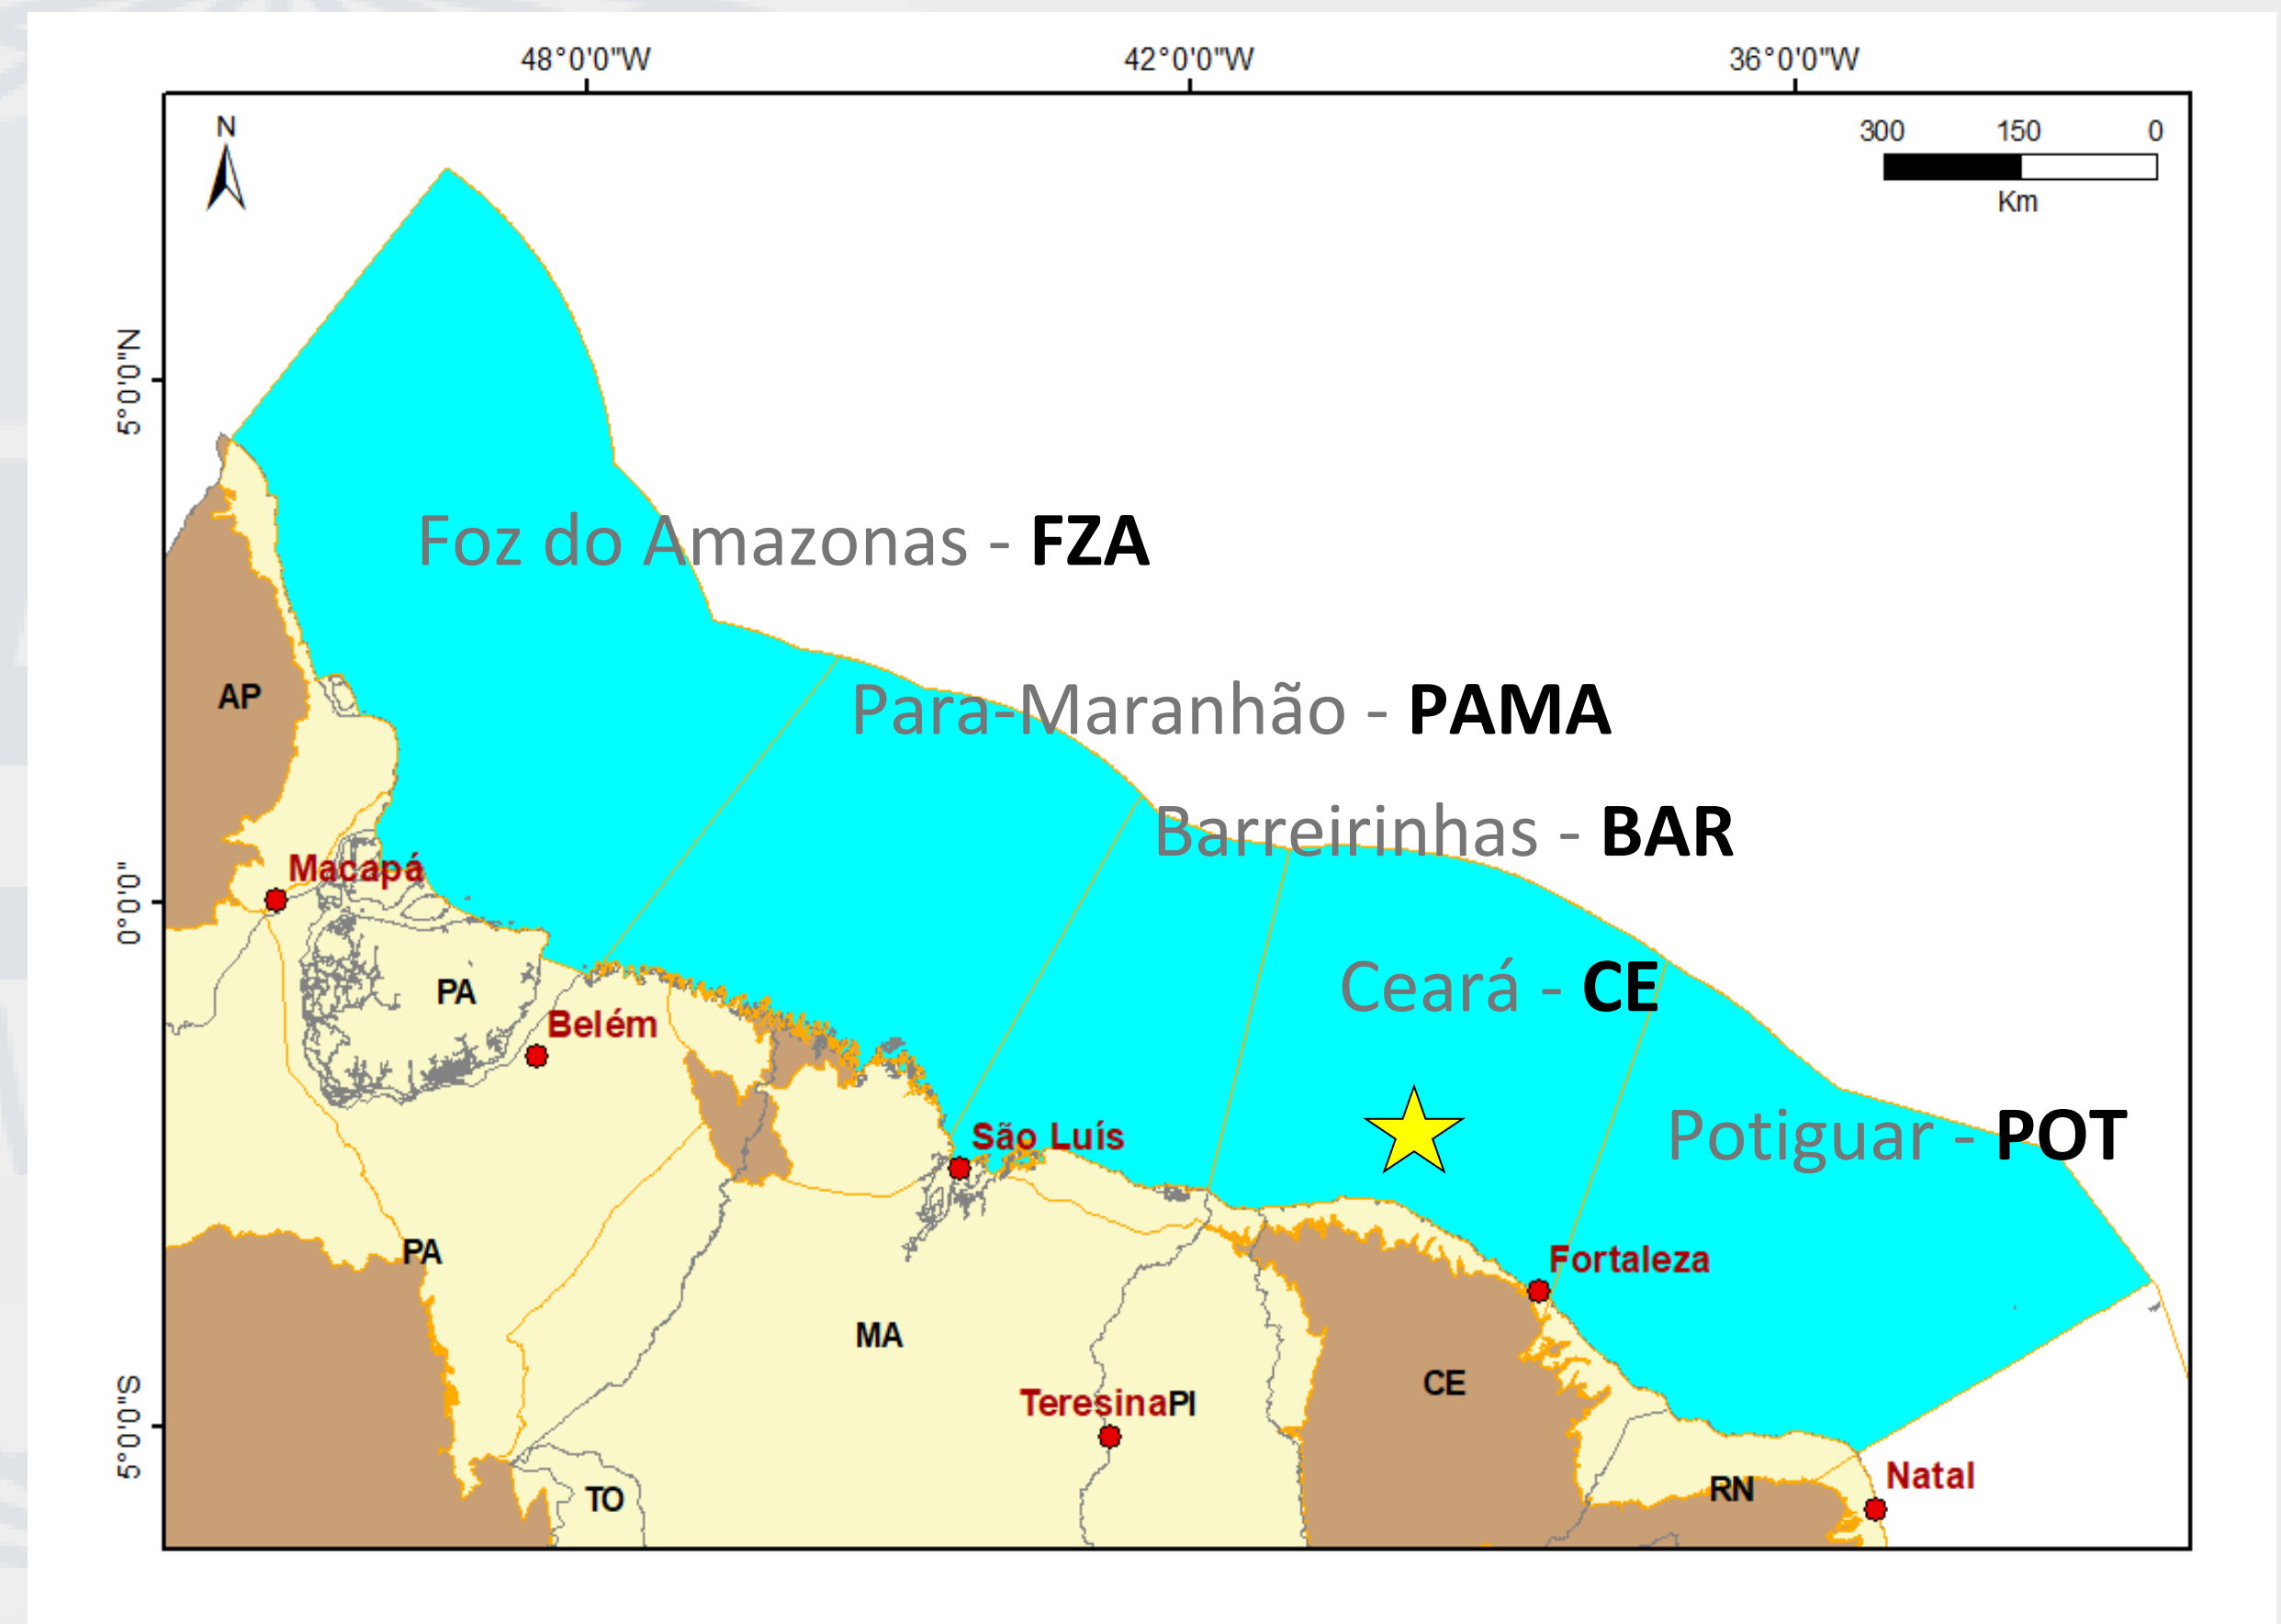 48°0'0"W
42°0'0"W
36°0'0"W
N
300 150 0
Km
5°0'0"N
Foz do Amazonas - FZA
AP
Para-Maranhão - PAMA
Barreirinhas - BAR
Macapá
0°0'0"
Ceará - CE
PA
Belém
São Luís
Potiguar - POT
PA
Fortaleza
MA
CE
5°0'0"S
TeresinaPI
Natal
RN
TO